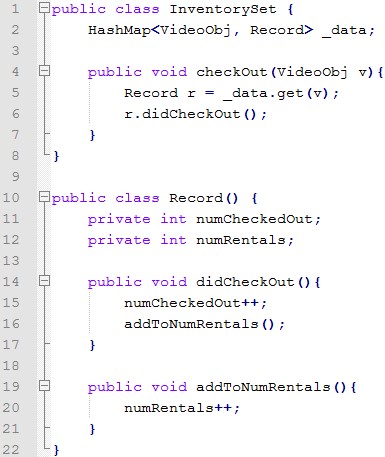 1 public class InventorySet {
2 HashMap<VideoObj, Record> _data;
3
4 public void checkOut(VideoObj v){
5 Record r = _data.get(v);
6 r.didCheckOut();
7 }
8 }
9
10 public class Record() {
11 private int numCheckedOut;
12 private int numRentals;
13
14 public void didCheckOut(){
15 numCheckedOut++;
16 addToNumRentals();
17 }
18
19 public void addToNumRentals(){
20 numRentals++;
21 }
22 }